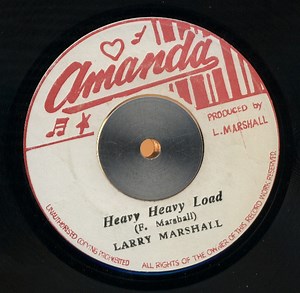 Amanda
PRODUCED By
L. MARSHALL
Heavy Heavy Load
(F. Marshall)
LARRY MARSHALL
UNAUTHORISED COPYING PROHIBITED
ALL RIGHTS OF THE OWNER OF THIS RECORD WORK RESERVED.